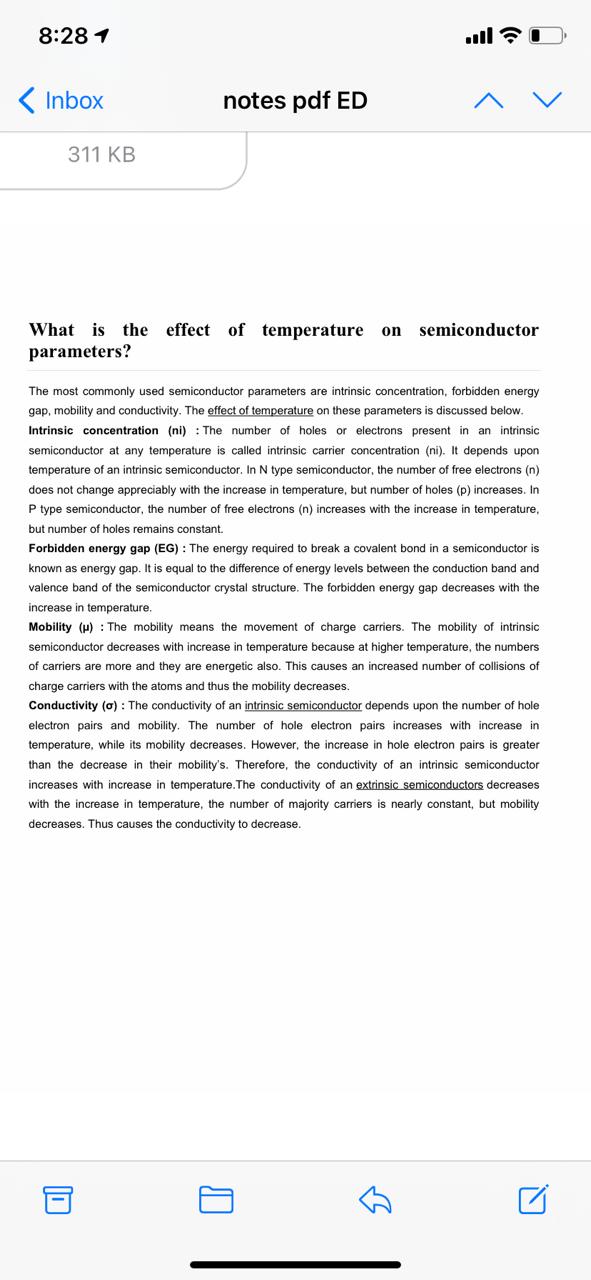 8:28
Inbox
notes pdf ED
311 KB
What is the effect of temperature on semiconductor
parameters?
The most commonly used semiconductor parameters are intrinsic concentration, forbidden energy
gap, mobility and conductivity. The effect of temperature on these parameters is discussed below.
Intrinsic concentration (ni) : The number of holes or electrons present in an intrinsic
semiconductor at any temperature is called intrinsic carrier concentration (ni). It depends upon
temperature of an intrinsic semiconductor. In N type semiconductor, the number of free electrons (n)
does not change appreciably with the increase in temperature, but number of holes (p) increases. In
P type semiconductor, the number of free electrons (n) increases with the increase in temperature,
but number of holes remains constant.
Forbidden energy gap (EG) : The energy required to break a covalent bond in a semiconductor is
known as energy gap. It is equal to the difference of energy levels between the conduction band and
valence band of the semiconductor crystal structure. The forbidden energy gap decreases with the
increase in temperature.
Mobility (μ) : The mobility means the movement of charge carriers. The mobility of intrinsic
semiconductor decreases with increase in temperature because at higher temperature, the numbers
of carriers are more and they are energetic also. This causes an increased number of collisions of
charge carriers with the atoms and thus the mobility decreases.
Conductivity (σ) : The conductivity of an intrinsic semiconductor depends upon the number of hole
electron pairs and mobility. The number of hole electron pairs increases with increase in
temperature, while its mobility decreases. However, the increase in hole electron pairs is greater
than the decrease in their mobility's. Therefore, the conductivity of an intrinsic semiconductor
increases with increase in temperature.The conductivity of an extrinsic semiconductors decreases
with the increase in temperature, the number of majority carriers is nearly constant, but mobility
decreases. Thus causes the conductivity to decrease.